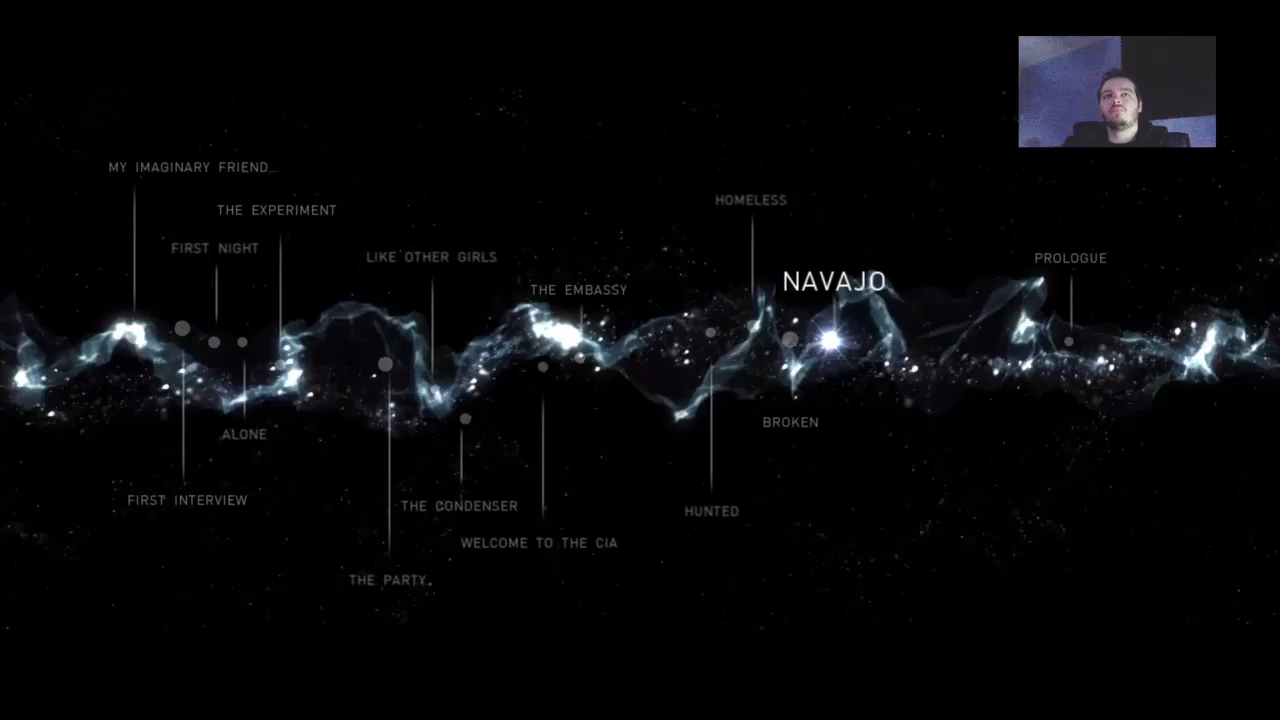 MY IMAGINARY FRIEND...
HOMELESS
THE EXPERIMENT
FIRST NIGHT
LIKE OTHER GIRLS
PROLOGUE
NAVAJO
THE EMBASSY
BROKEN
ALONE
FIRST INTERVIEW
THE CONDENSER
HUNTED
WELCOME TO THE CIA
THE PARTY